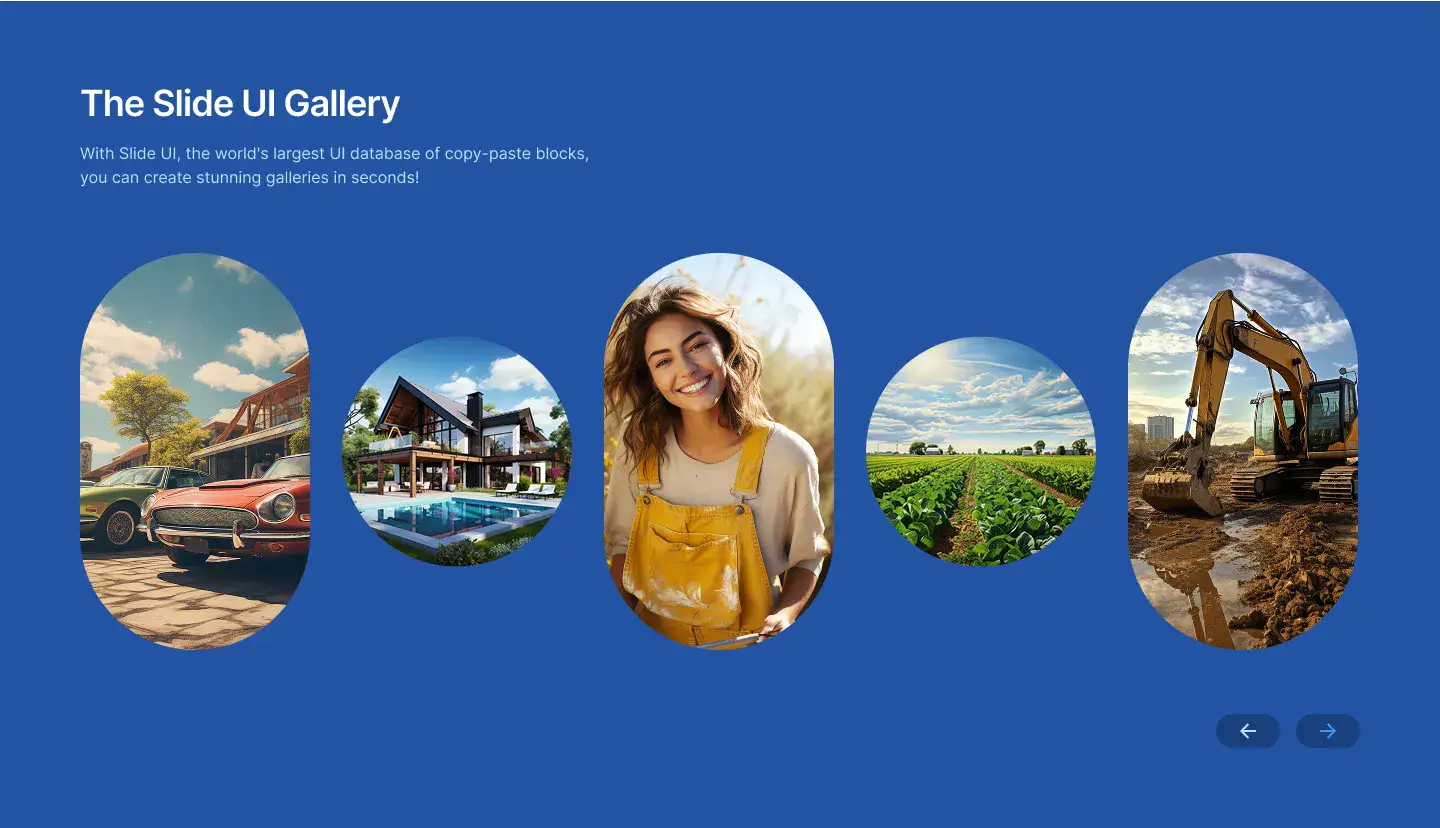 The Slide UI Gallery
With Slide UI, the world's largest UI database of copy-paste blocks,
you can create stunning galleries in seconds!